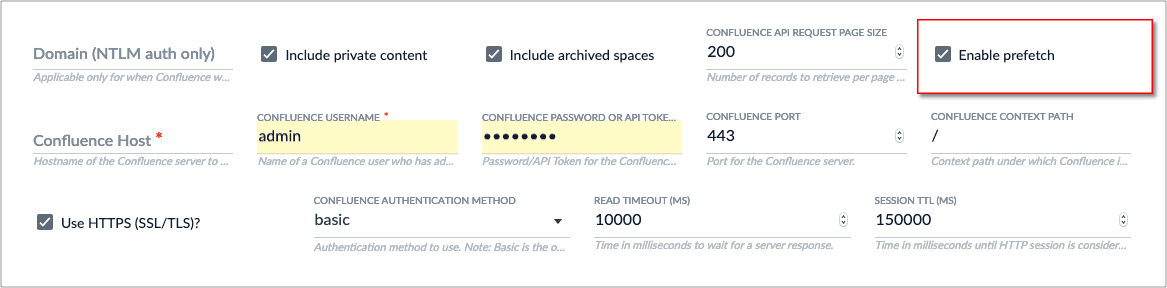 Domain (NTLM auth only)
Applicable only for when Confluence w...
Include private content
Include archived spaces
CONFLUENCE API REQUEST PAGE SIZE
200
Number of records to retrieve per page ...
Enable prefetch
Confluence Host *
Hostname of the Confluence server to ...
CONFLUENCE USERNAME *
admin
Name of a Confluence user who has ad...
CONFLUENCE PASSWORD OR API TOKE...
••••••••
Password/API Token for the Confluenc...
CONFLUENCE PORT
443
Port for the Confluence server.
CONFLUENCE CONTEXT PATH
/
Context path under which Confluence i...
Use HTTPS (SSL/TLS)?
CONFLUENCE AUTHENTICATION METHOD
basic
Authentication method to use. Note: Basic is the o...
READ TIMEOUT (MS)
10000
Time in milliseconds to wait for a server response.
SESSION TTL (MS)
150000
Time in milliseconds until HTTP session is consider...